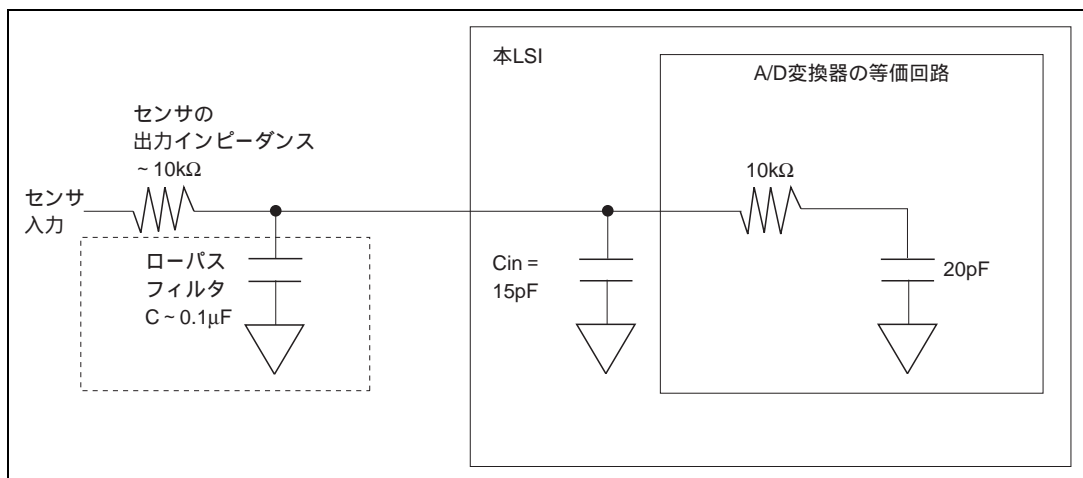 本LSI
A/D変換器の等価回路
センサの
出力インピーダンス
~ 10kΩ
10kΩ
センサ
入力
ローパス
フィルタ
C ~ 0.1μF
Cin =
15pF
20pF